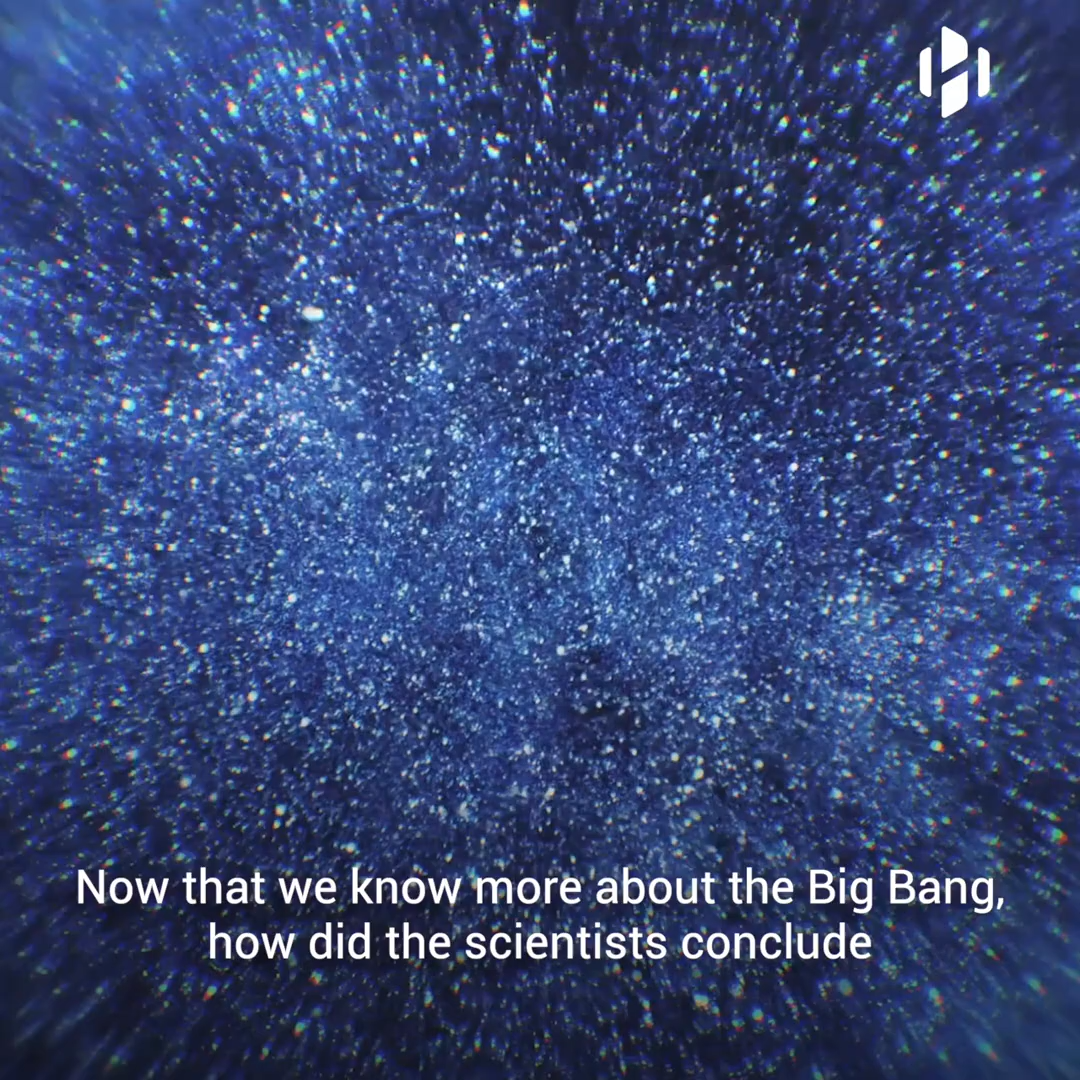 Now that we know more about the Big Bang,
how did the scientists conclude